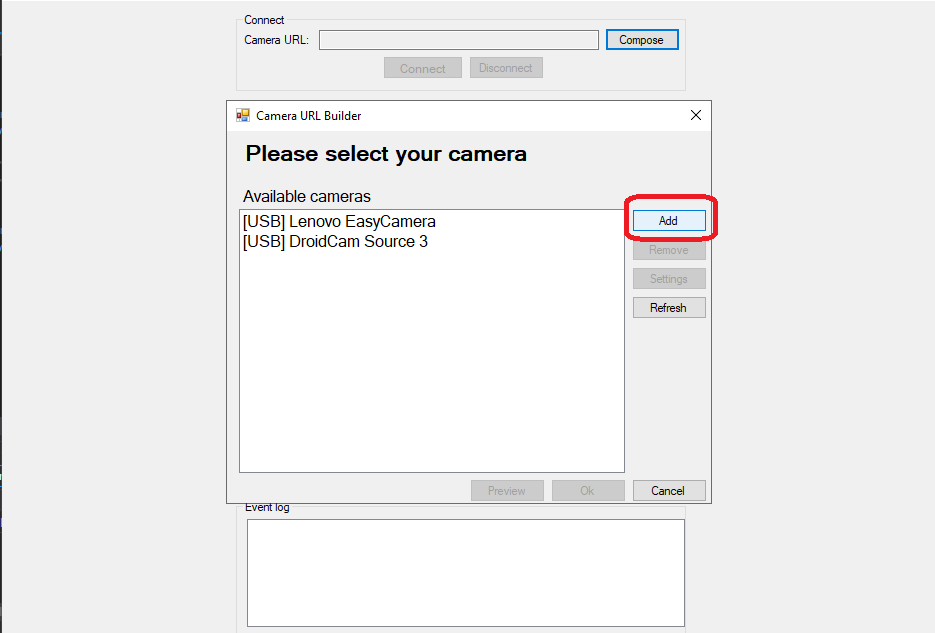 Connect
Camera URL:
Compose
Connect
Disconnect
Camera URL Builder
Please select your camera
Available cameras
[USB] Lenovo EasyCamera
[USB] DroidCam Source 3
Add
Remove
Settings
Refresh
Preview
Ok
Cancel
Event log